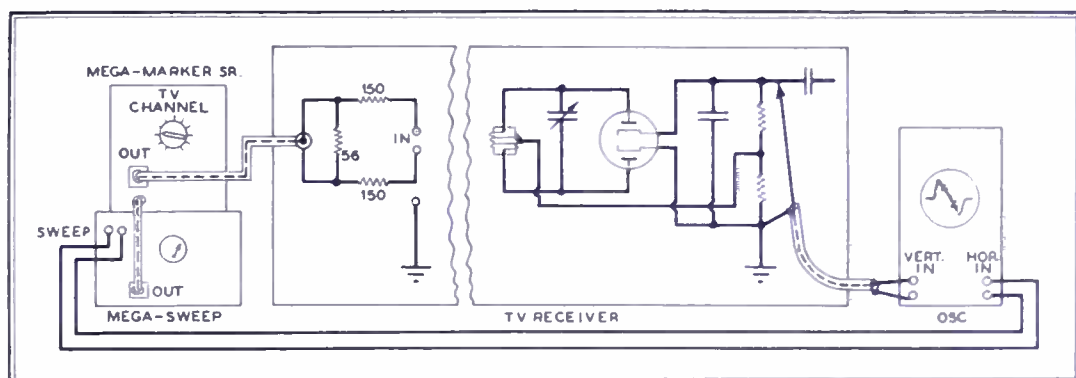 MEGA-MARKER SR.
TV
CHANNEL
OUT
SWEEP
OUT
MEGA-SWEEP
150
56
150
IN
TV RECEIVER
VERT.
IN
HOR.
IN
OSC